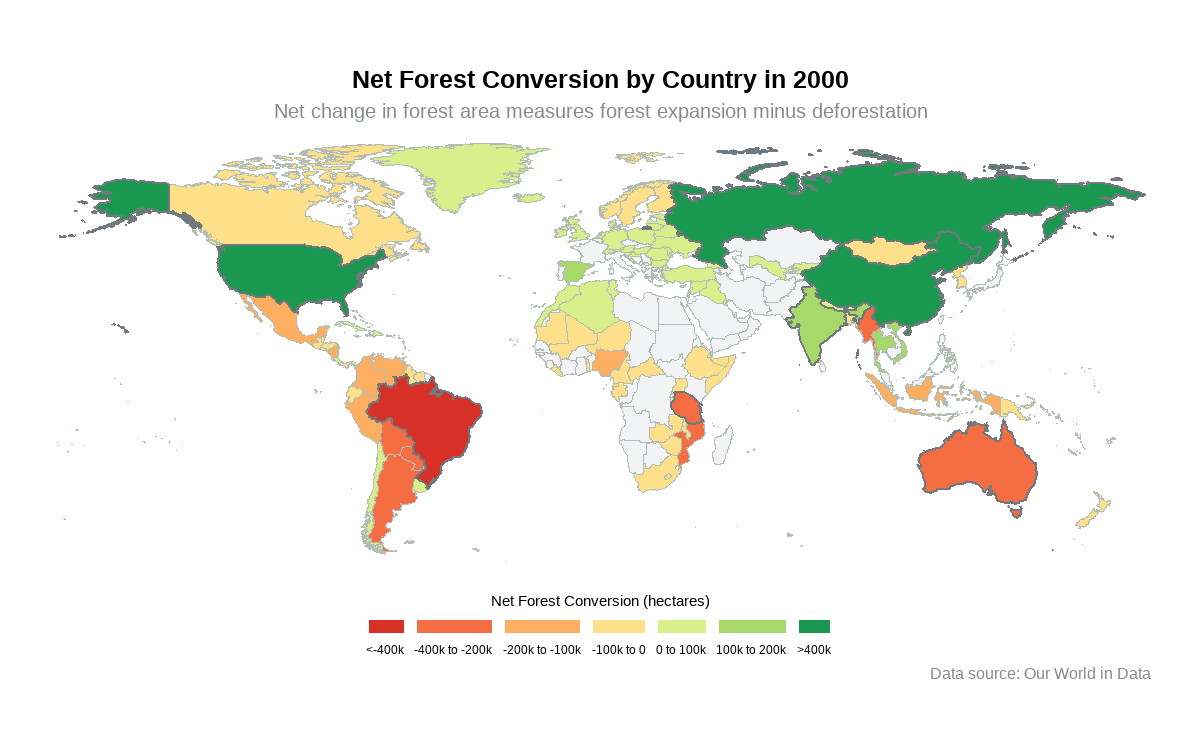 Net Forest Conversion by Country in 2000
Net change in forest area measures forest expansion minus deforestation
Net Forest Conversion (hectares)
<-400k -400k to -200k -200k to -100k -100k to 0 0 to 100k 100k to 200k >400k
Data source: Our World in Data